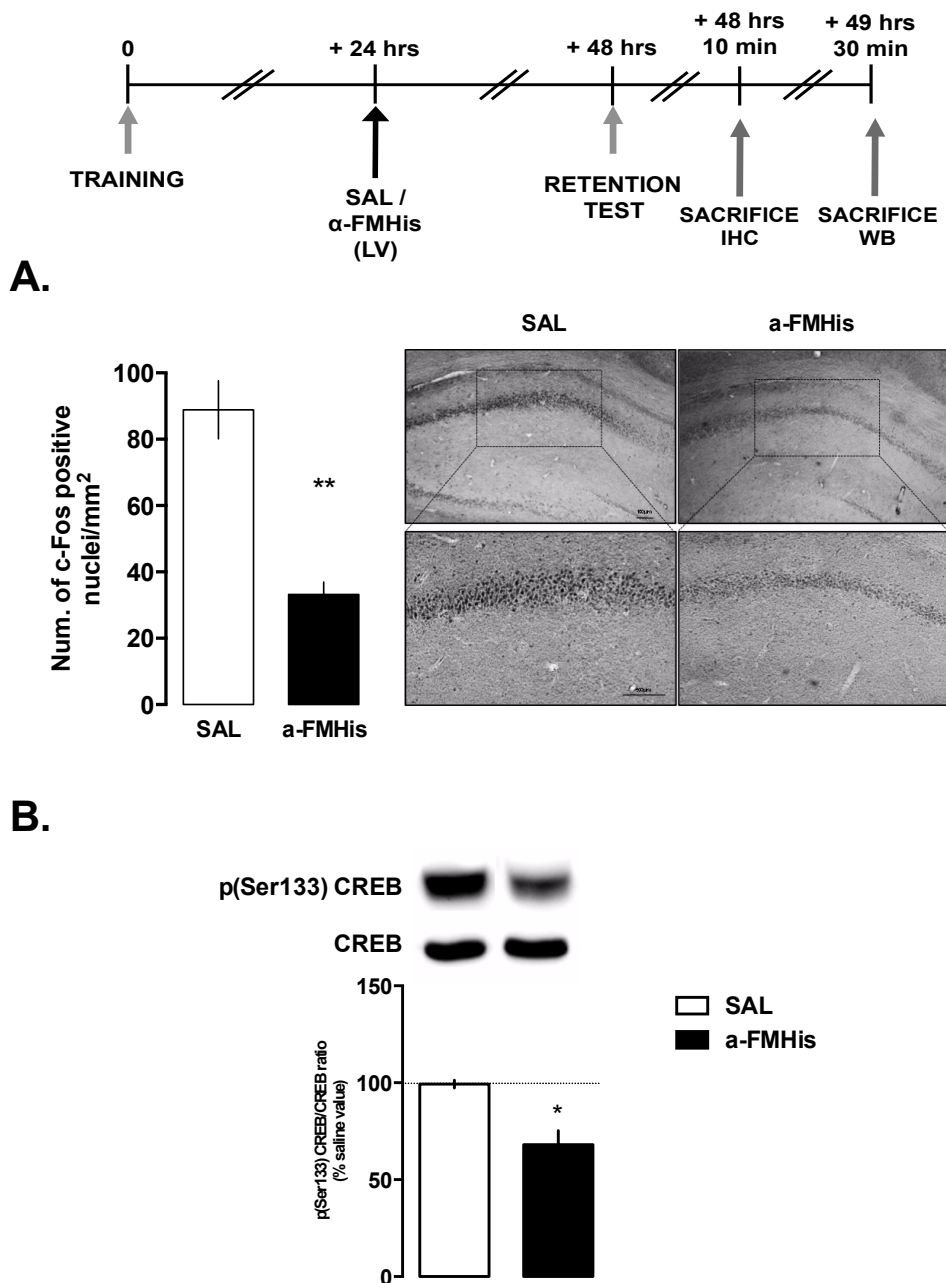 0
+ 24 hrs
+ 48 hrs
+ 48 hrs
10 min
+ 49 hrs
30 min
TRAINING
SAL /
α-FMHis
(LV)
RETENTION
TEST
SACRIFICE
IHC
SACRIFICE
WB
A.
SAL
a-FMHis
Num. of c-Fos positive
nuclei/mm²
100
80
60
40
20
0
**
SAL
a-FMHis
100µm
B.
p(Ser133) CREB
CREB
p(Ser133) CREB/CREB ratio
(% saline value)
150
100
50
0
*
SAL
a-FMHis